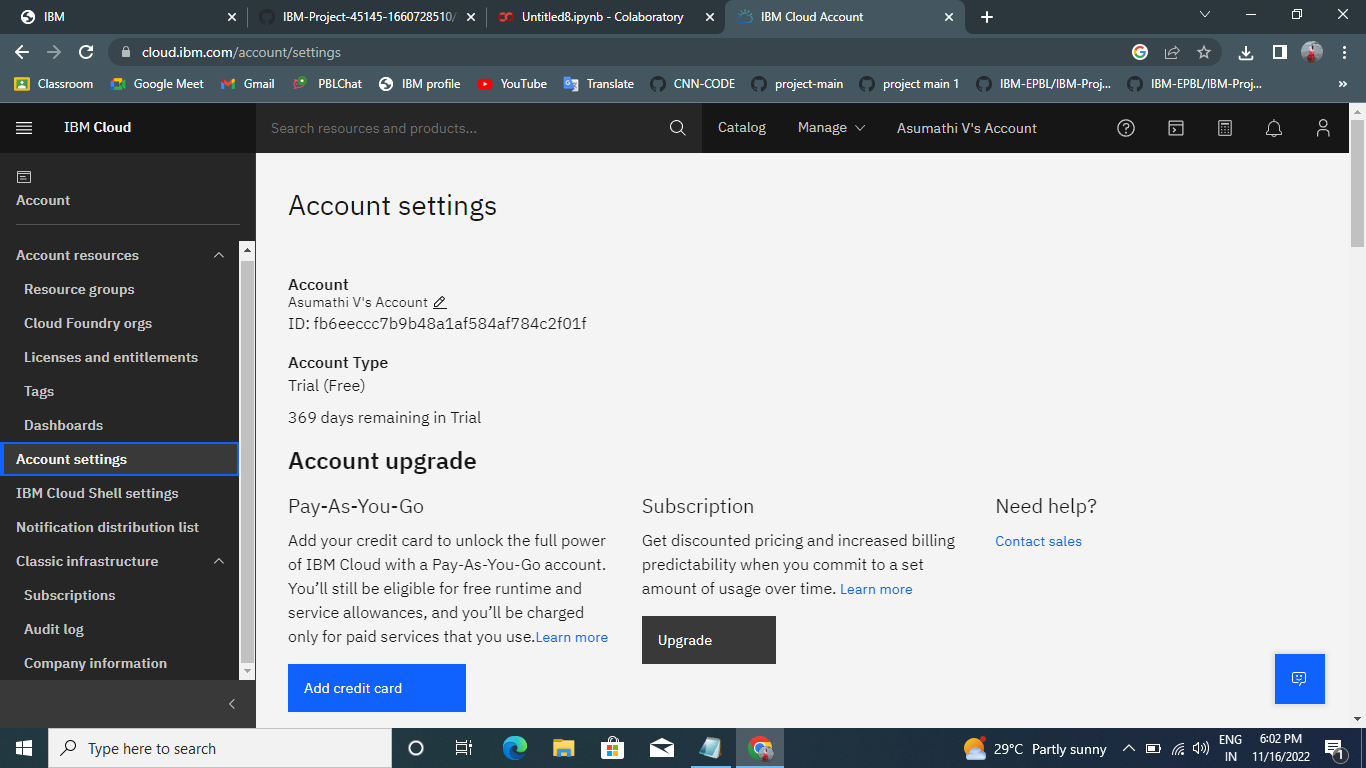 IBM
IBM-Project-45145-1660728510/
Untitled8.ipynb - Colaboratory
IBM Cloud Account
cloud.ibm.com/account/settings
Classroom
Google Meet
Gmail
PBLChat
IBM profile
YouTube
Translate
CNN-CODE
project-main
project main 1
IBM-EPBL/IBM-Proj...
IBM-EPBL/IBM-Proj...
IBM Cloud
Search resources and products...
Catalog
Manage
Asumathi V's Account
Account
Account resources
Resource groups
Cloud Foundry orgs
Licenses and entitlements
Tags
Dashboards
Account settings
IBM Cloud Shell settings
Notification distribution list
Classic infrastructure
Subscriptions
Audit log
Company information
Account settings
Account
Asumathi V's Account
ID: fb6eeccc7b9b48a1af584af784c2f01f
Account Type
Trial (Free)
369 days remaining in Trial
Account upgrade
Pay-As-You-Go
Add your credit card to unlock the full power
of IBM Cloud with a Pay-As-You-Go account.
You’ll still be eligible for free runtime and
service allowances, and you’ll be charged
only for paid services that you use.Learn more
Add credit card
Subscription
Get discounted pricing and increased billing
predictability when you commit to a set
amount of usage over time. Learn more
Upgrade
Need help?
Contact sales
Type here to search
29°C Partly sunny
ENG
IN
6:02 PM
11/16/2022
1